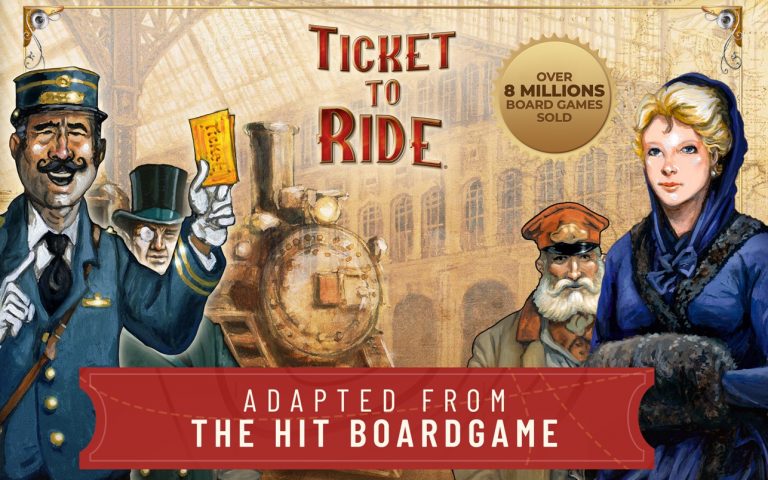 TICKET
TO
RIDE
OVER
8 MILLIONS
BOARD GAMES
SOLD
Ticket
ADAPTED FROM
THE HIT BOARDGAME